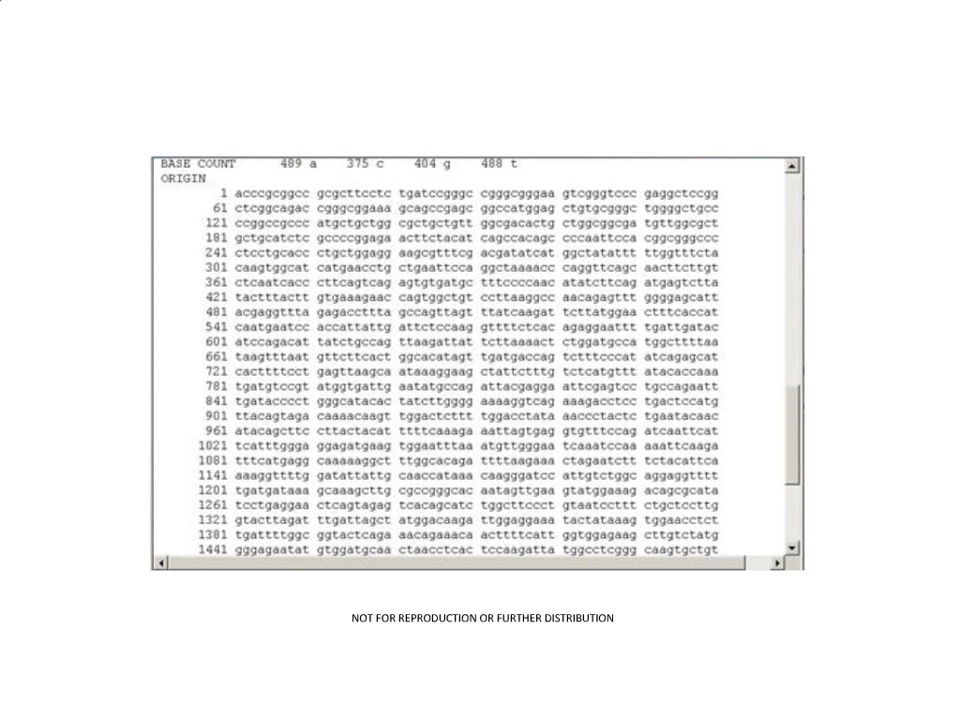 BASE COUNT 489 a 375 c 404 g 488 t
ORIGIN
1 acccgcggcc gcgcttcctc tgatccgggc cgggcgggaa gtcgggtccc gaggctccgg
61 ctcggcagac cgggcggaaa gcagccgagc ggccatggag ctgtgcgggc tggggctgcc
121 ccggccgccc atgctgctgg cgctgctgtt ggcgacactg ctggcggcga tgttggcgct
181 gctgcatctc gccccggaga acttctacat cagccacagc cccaattcca cggcgggccc
241 ctcctgcacc ctgctggagg aagcgtttcg acgatatcat ggctatattt ttggtttcta
301 caagtggcat catgaacctg ctgaattcca ggctaaaacc caggttcagc aacttcttgt
361 ctcaatcacc ccttcagtcag agtgtgatgc tttccccaac atatcttcag atgagtctta
421 tactttactt gtgaaagaac cagtggctgt ccttaaggcc aacagagttt ggggagcatt
481 acgaggttta gagaccttta gccagttagt ttatcaagat tcttatggaa ctttcaccat
541 caatgaatcc accattattg attctccaag gttttctcac agaggaattt tgattgatac
601 atccagacat tatctgccag ttaagattat tcttaaaact ctggatgcca tggcttttaa
661 taagtttaat gttcttcact ggcacatagt tgatgaccag tctttcccat atcagagcat
721 cacttttcct gagttaagca ataaaggaag ctattctttg tctcatgttt atacaccaaa
781 tgatgtccgt atggtgattg aatatgccag attacgagga attcgagtcc tgccagaatt
841 tgatacccct gggcatacac tatcttgggg aaaaggtcag aaagacctcc tgactccatg
901 ttacagtaga caaaacaagt tggactcttt tggacctata aaccctactc tgaatacaac
961 atacagcttc cttactacat ttttcaaaga aattagtgag gtgtttccag atcaattcat
1021 tcatttggga ggagatgaag tggaatttaa atgttgggaa tcaaatccaa aaattcaaga
1081 tttcatgagg caaaaaggct ttggcacaga ttttaagaaa ctagaatctt tctacattca
1141 aaaggttttg gatattattg caaccataaa caagggatcc attgtctggc aggaggtttt
1201 tgatgataaa gcaaagcttg cgccgggcac aatagttgaa gtatggaaag acagcgcata
1261 tcctgaggaa ctcagtagag tcacagcatc tggcttccct gtaatccttt ctgctccttg
1321 gtacttagat ttgattagct atggacaaga ttggaggaaa tactataaag tggaacctct
1381 tgattttggc ggtactcaga aacagaaaca acttttcatt ggtggagaag cttgtctatg
1441 gggagaatat gtggatgcaa ctaacctcac tccaagatta tggcctcggg caagtgctgt
NOT FOR REPRODUCTION OR FURTHER DISTRIBUTION